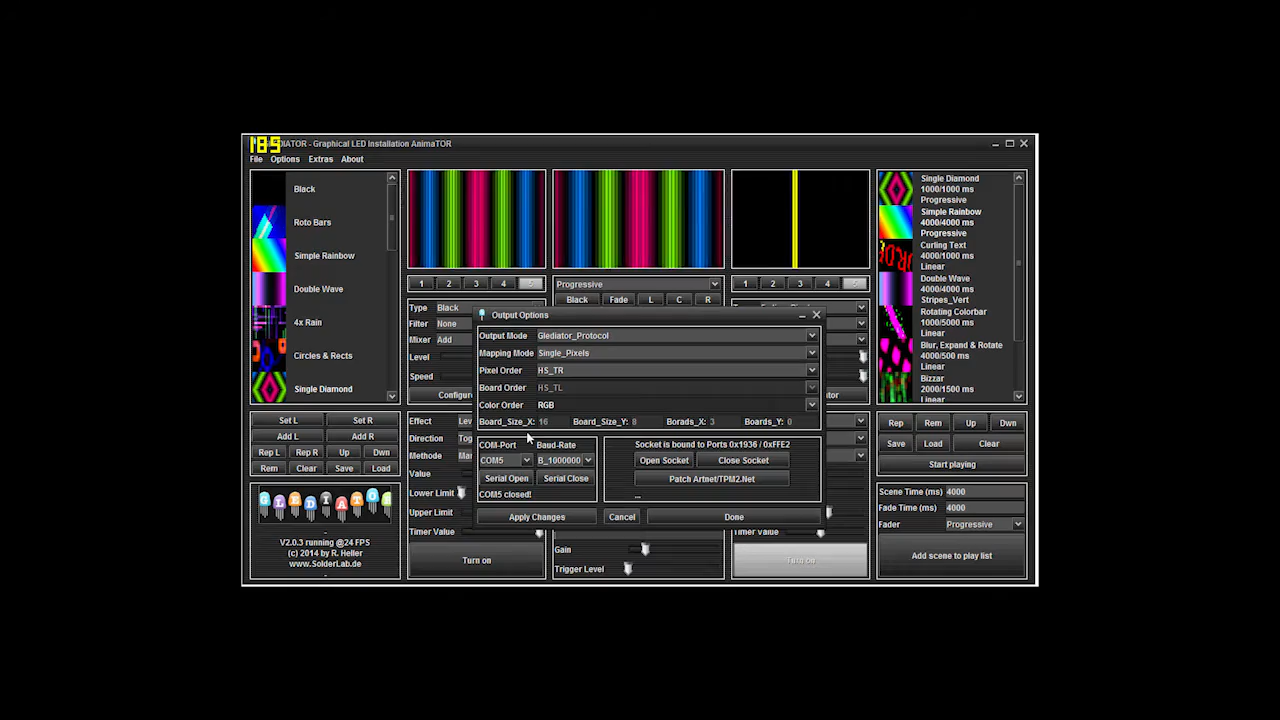 189
DIATOR - Graphical LED Installation AnimaTOR
File Options Extras About
Black
Roto Bars
Simple Rainbow
Double Wave
4x Rain
Circles & Rects
Single Diamond
Set L Set R
Add L Add R
Rep L Rep R Up Dwn
Rem Clear Save Load
GLEDIATOR
V2.0.3 running @24 FPS
(c) 2014 by R. Heller
www.SolderLab.de
1 2 3 4 5
Type Black
Filter None
Mixer Add
Level
Speed
Effect
Direction
Methode
Value
Lower Limit
Upper Limit
Timer Value
Turn on
Progressive
Black Fade L C R
Output Options
Output Mode Glediator_Protocol
Mapping Mode Single_Pixels
Pixel Order HS_TR
Board Order HS_TL
Color Order RGB
Board_Size_X: 16 Board_Size_Y: 8 Borads_X: 3 Boards_Y: 0
COM-Port Baud-Rate
COM5 B_1000000
Serial Open Serial Close
COM5 closed!
Socket is bound to Ports 0x1936 / 0xFFE2
Open Socket Close Socket
Patch Artnet/TPM2.Net
...
Apply Changes Cancel Done
Gain
Trigger Level
1 2 3 4 5
Timer Value
Turn on
Single Diamond
1000/1000 ms
Progressive
Simple Rainbow
4000/4000 ms
Progressive
Curling Text
4000/1000 ms
Linear
Double Wave
4000/4000 ms
Stripes_Vert
Rotating Colorbar
1000/5000 ms
Linear
Blur, Expand & Rotate
4000/500 ms
Linear
Bizzar
2000/1000 ms
Linear
Rep Rem Up Dwn
Save Load Clear
Start playing
Scene Time (ms) 4000
Fade Time (ms) 4000
Fader Progressive
Add scene to play list